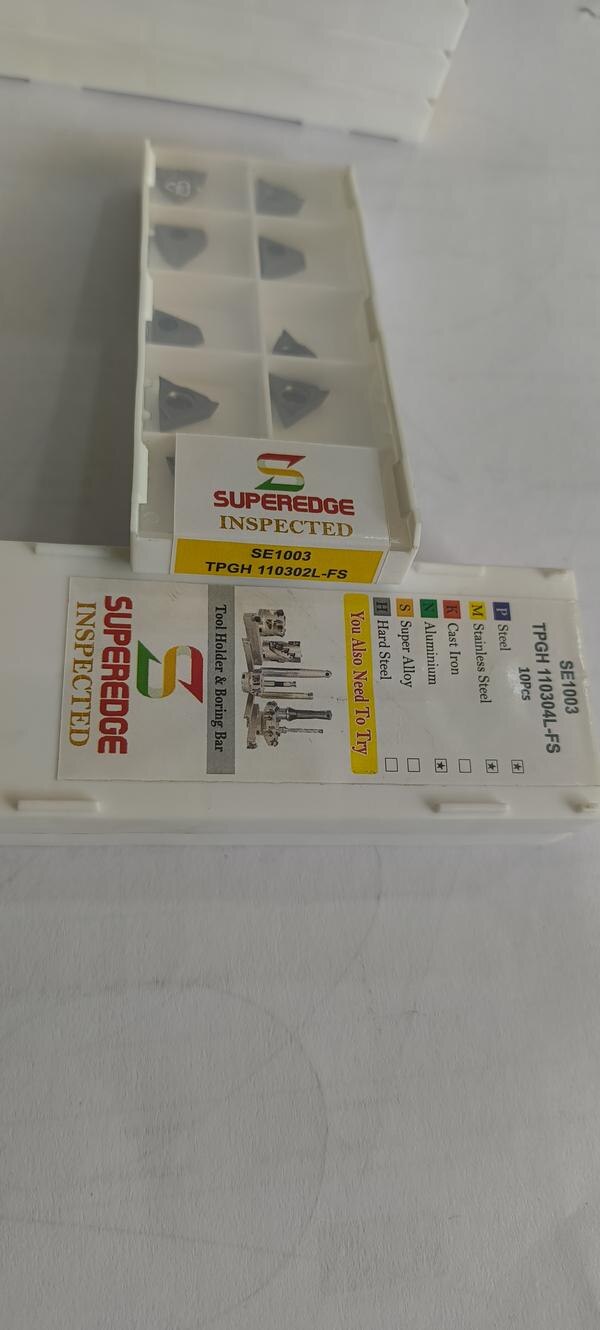 SUPEREDGE
INSPECTED
SE1003
TPGH 110302L-FS
SE1003
TPGH 110304L-FS
10Pcs
P Steel
M Stainless Steel
K Cast Iron
N Aluminium
S Super Alloy
H Hard Steel
You Also Need To Try
Tool Holder & Boring Bar
SUPEREDGE
INSPECTED